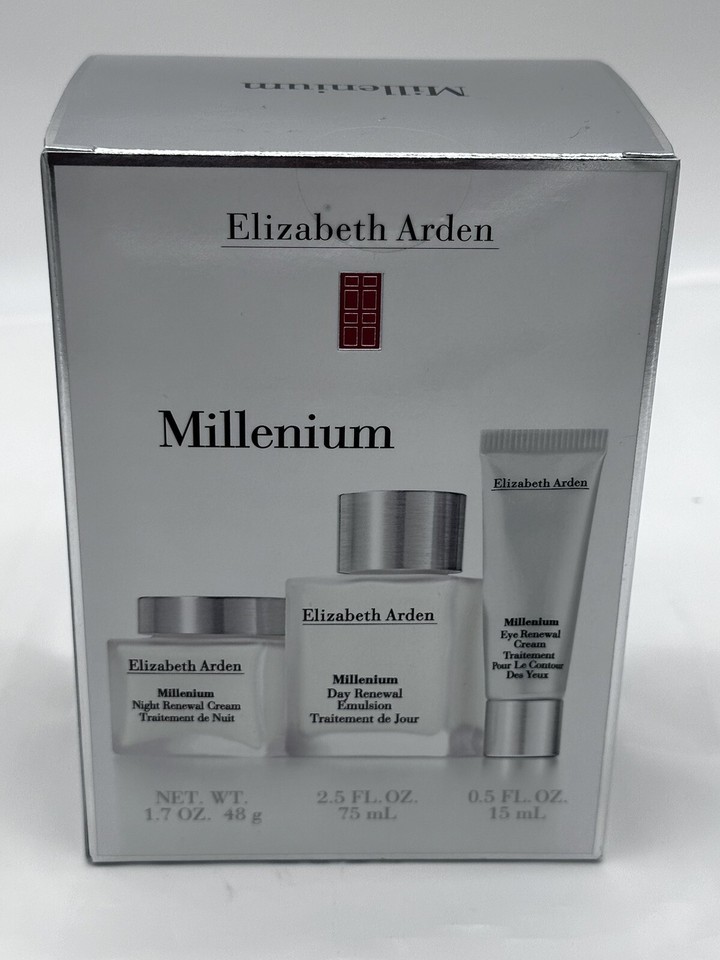 Millenium
Elizabeth Arden
Millenium
Elizabeth Arden
Millenium
Night Renewal Cream
Traitement de Nuit
Elizabeth Arden
Millenium
Day Renewal
Emulsion
Traitement de Jour
Elizabeth Arden
Millenium
Eye Renewal
Cream
Traitement
Pour Le Contour
Des Yeux
NET. WT.
1.7 OZ. 48 g
2.5 FL. OZ.
75 mL
0.5 FL. OZ.
15 mL